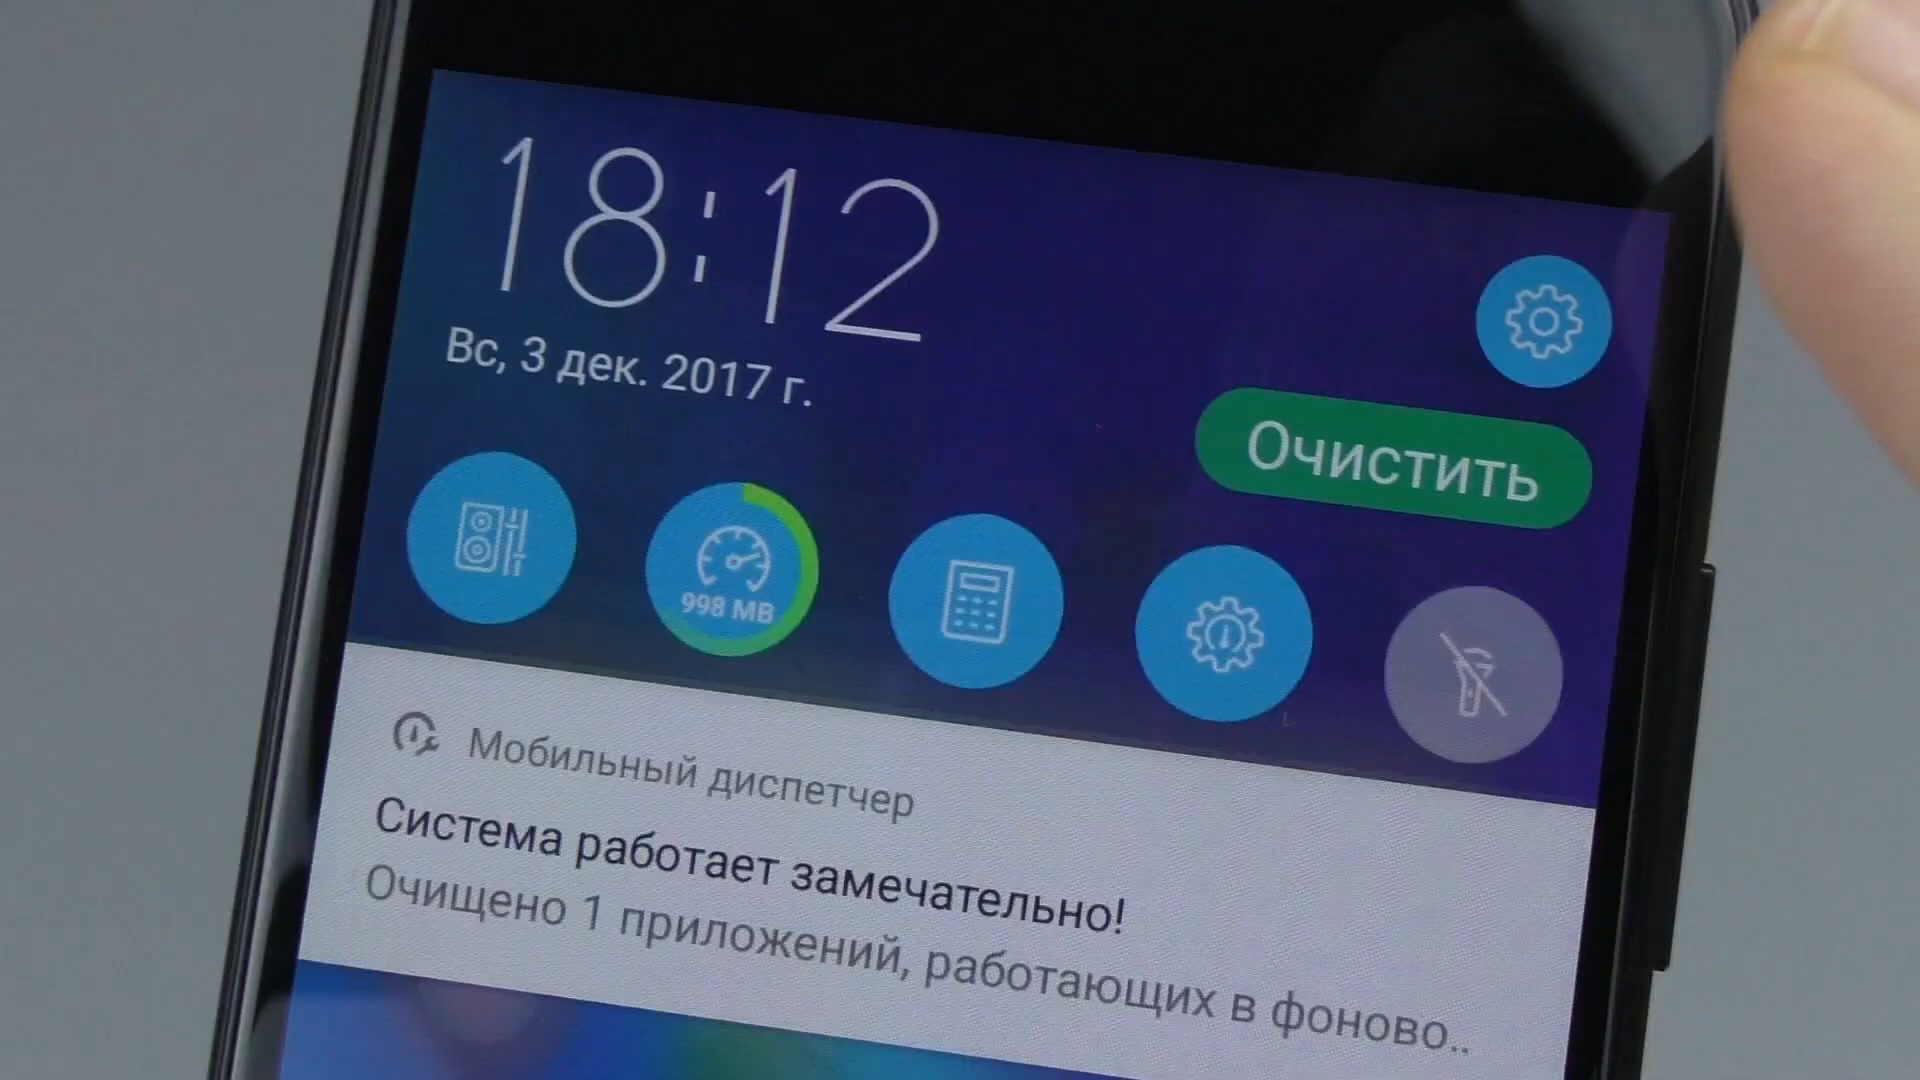 18:12
Вс, 3 дек. 2017 г.
Очистить
998 MB
Мобильный диспетчер
Система работает замечательно!
Очищено 1 приложений, работающих в фоново..